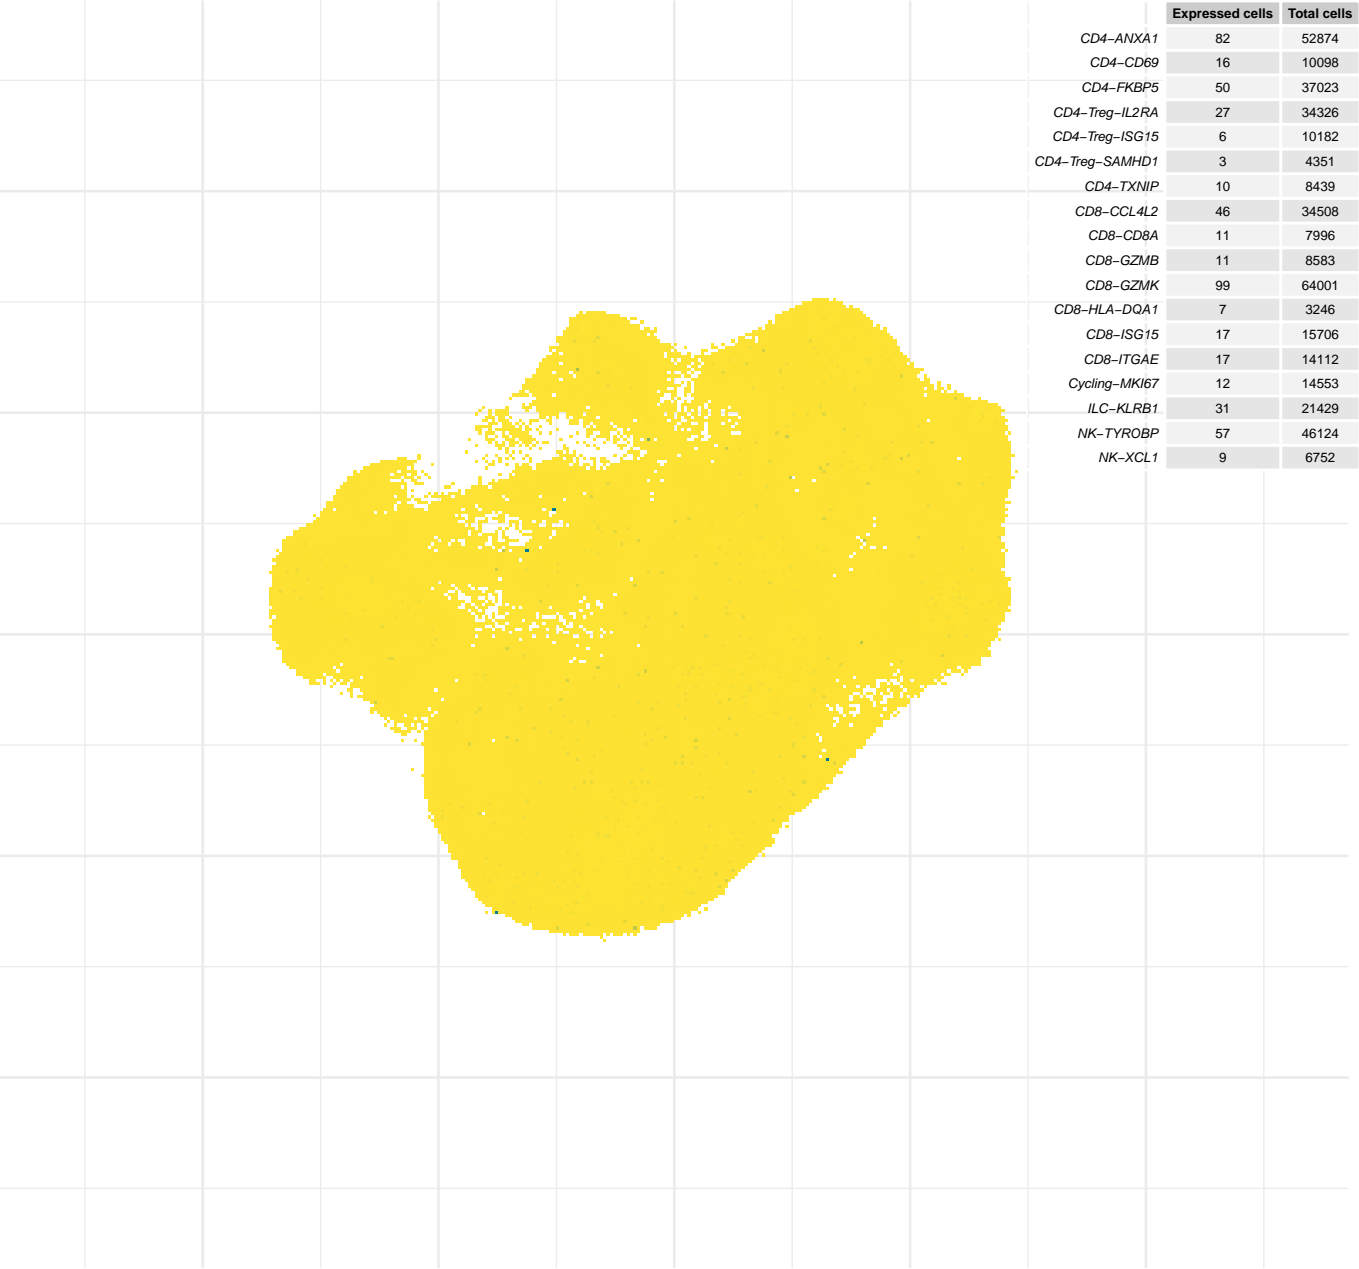 Expressed cells Total cells
CD4−ANXA1 82 52874
CD4−CD69 16 10098
CD4−FKBP5 50 37023
CD4−Treg−IL2RA 27 34326
CD4−Treg−ISG15 6 10182
CD4−Treg−SAMHD1 3 4351
CD4−TXNIP 10 8439
CD8−CCL4L2 46 34508
CD8−CD8A 11 7996
CD8−GZMB 11 8583
CD8−GZMK 99 64001
CD8−HLA−DQA1 7 3246
CD8−ISG15 17 15706
CD8−ITGAE 17 14112
Cycling−MKI67 12 14553
ILC−KLRB1 31 21429
NK−TYROBP 57 46124
NK−XCL1 9 6752